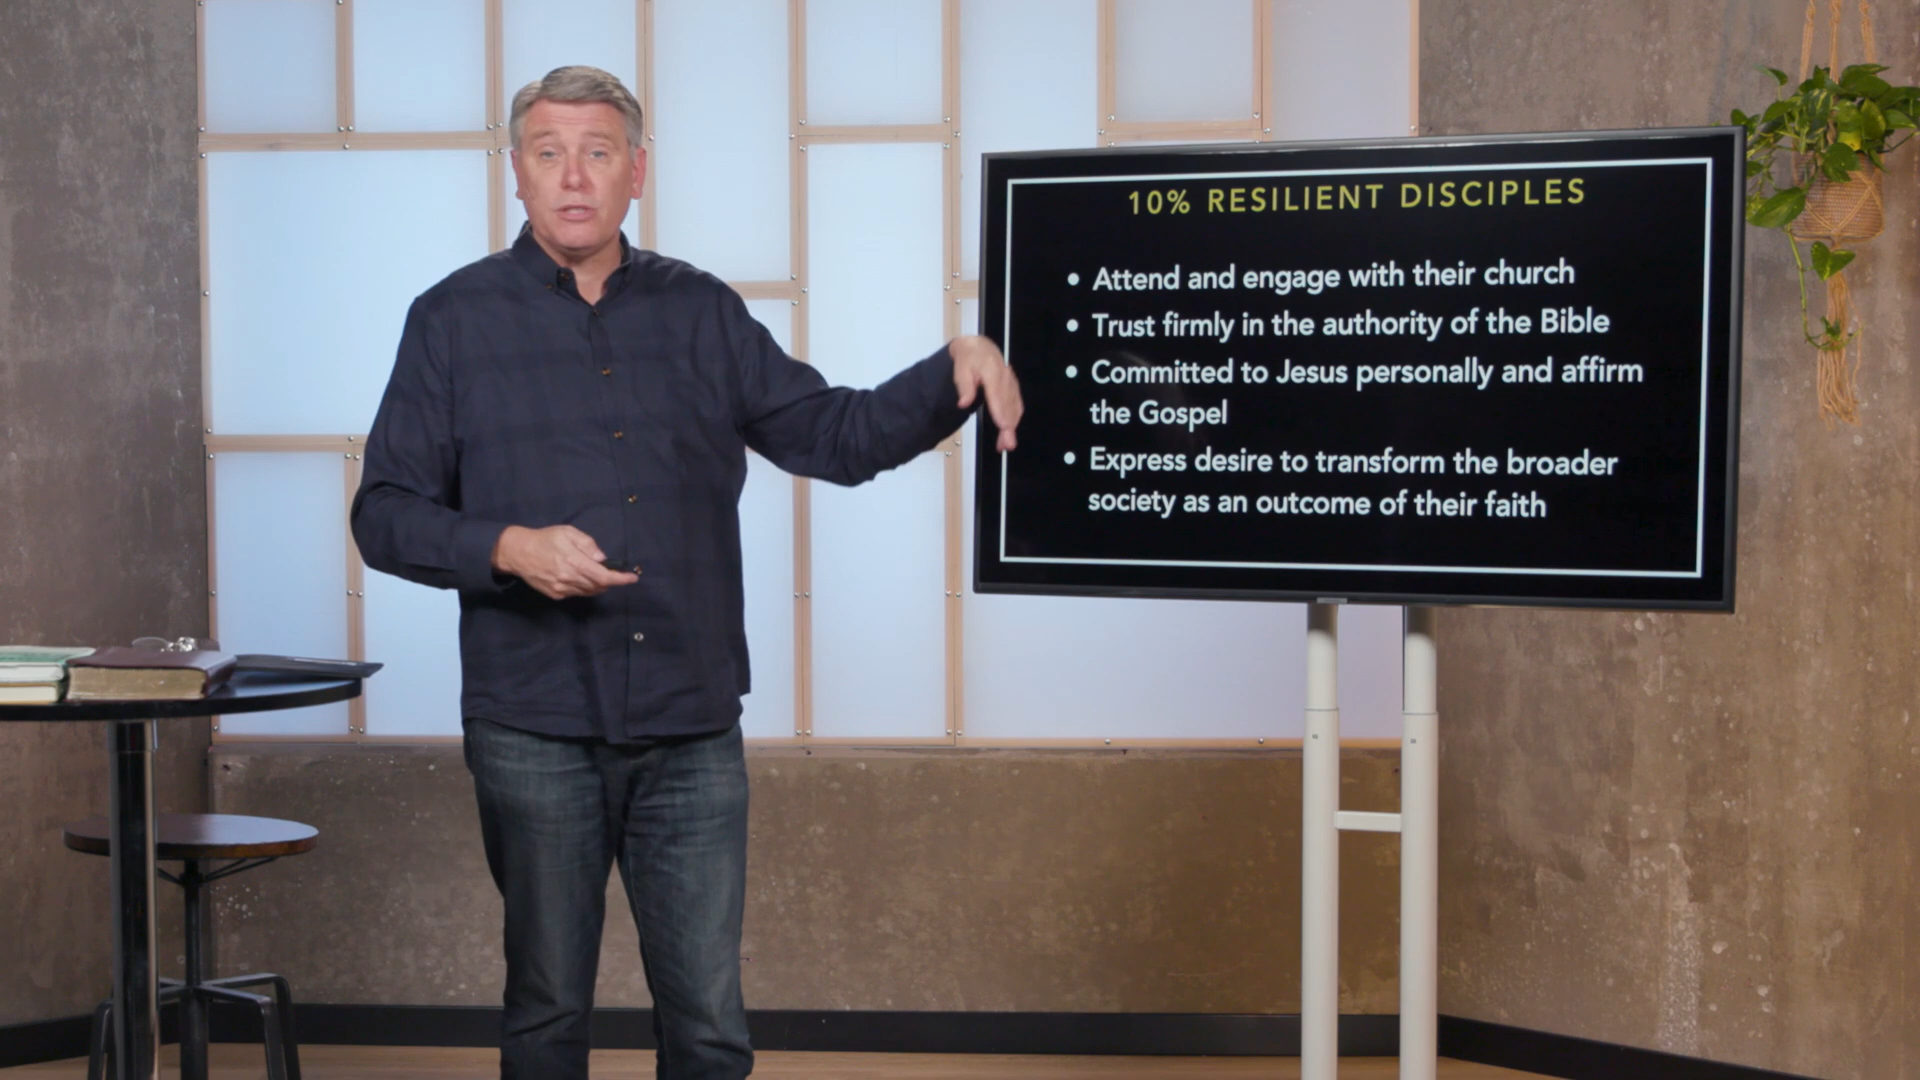 10% RESILIENT DISCIPLES
• Attend and engage with their church
• Trust firmly in the authority of the Bible
• Committed to Jesus personally and affirm
the Gospel
• Express desire to transform the broader
society as an outcome of their faith